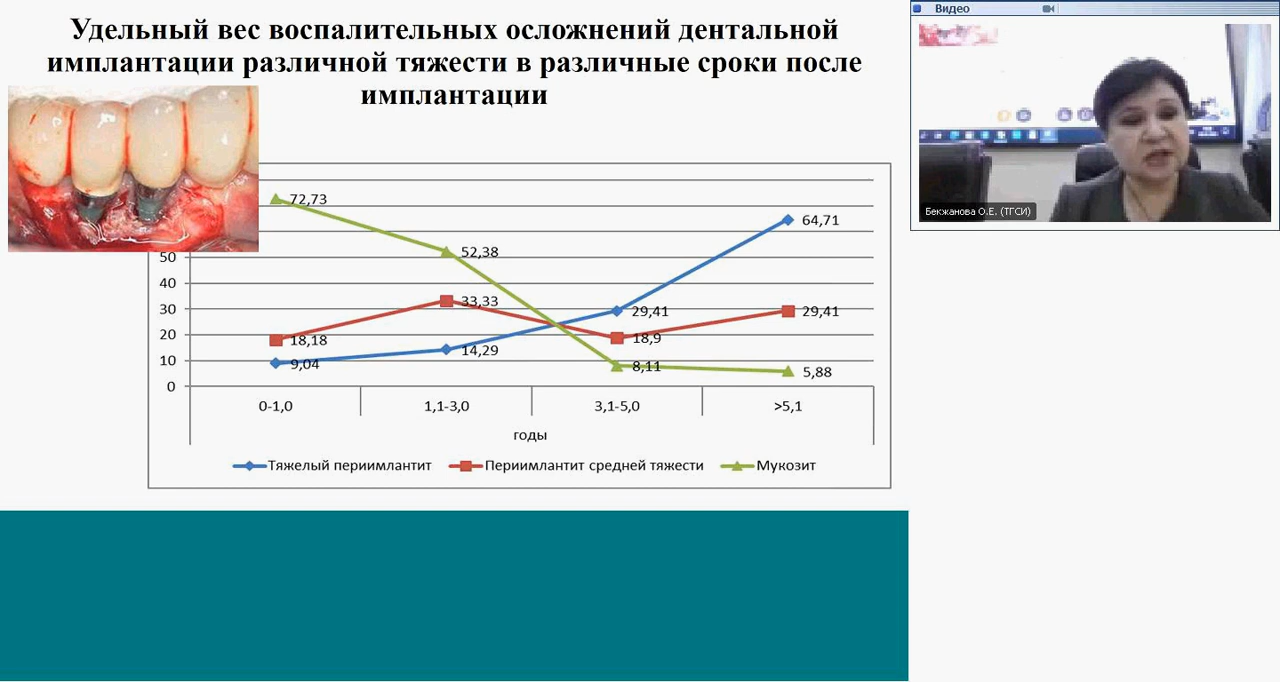 Удельный вес воспалительных осложнений дентальной
имплантации различной тяжести в различные сроки после
имплантации
Видео
Бекжанова О.Е. (ТГСИ)
72,73
52,38
64,71
50
40
30
20
10
0
33,33
29,41
29,41
18,18
18,9
14,29
9,04
8,11
5,88
0-1,0
1,1-3,0
3,1-5,0
>5,1
годы
Тяжелый периимлантит
Периимлантит средней тяжести
Мукозит